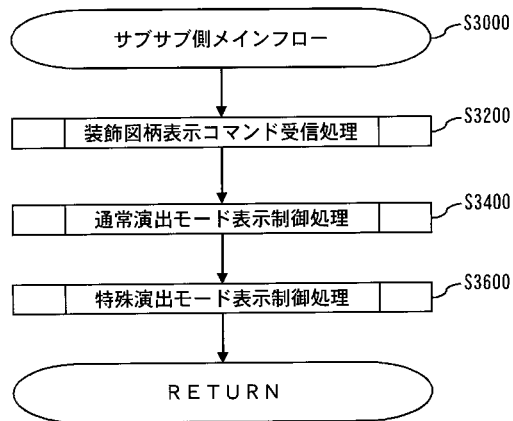 サブサブ側メインフロー
S3000
装飾図柄表示コマンド受信処理
S3200
通常演出モード表示制御処理
S3400
特殊演出モード表示制御処理
S3600
RETURN